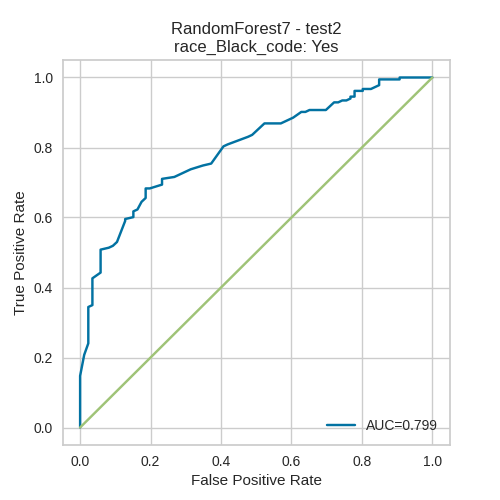 RandomForest7 - test2
race_Black_code: Yes
True Positive Rate
1.0
0.8
0.6
0.4
0.2
0.0
AUC=0.799
0.0 0.2 0.4 0.6 0.8 1.0
False Positive Rate